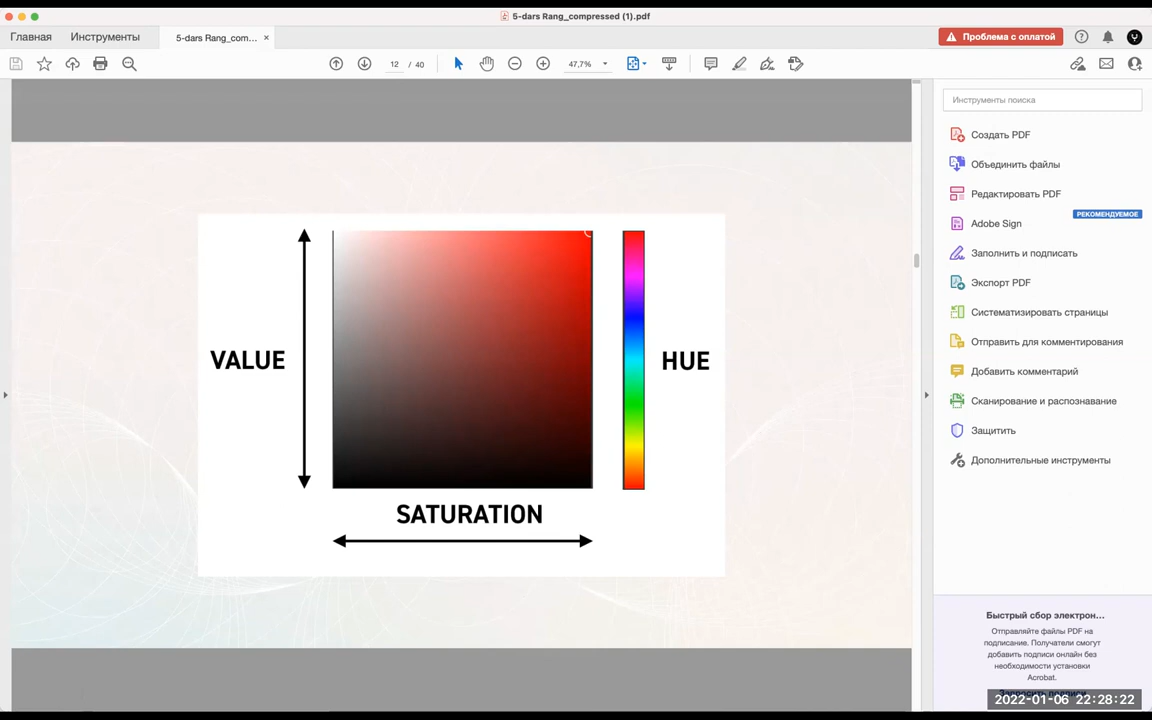 5-dars Rang_compressed (1).pdf
Главная Инструменты 5-dars Rang_com... × Проблема с оплатой
12 / 40 47,7%
Инструменты поиска
Создать PDF
Объединить файлы
Редактировать PDF
РЕКОМЕНДУЕМОЕ
Adobe Sign
Заполнить и подписать
Экспорт PDF
Систематизировать страницы
Отправить для комментирования
Добавить комментарий
Сканирование и распознавание
Защитить
Дополнительные инструменты
VALUE
HUE
SATURATION
Быстрый сбор электрон...
Отправляйте файлы PDF на
подписание. Получатели смогут
добавить подписи онлайн без
необходимости установки
Acrobat.
2022-01-06 22:28:22